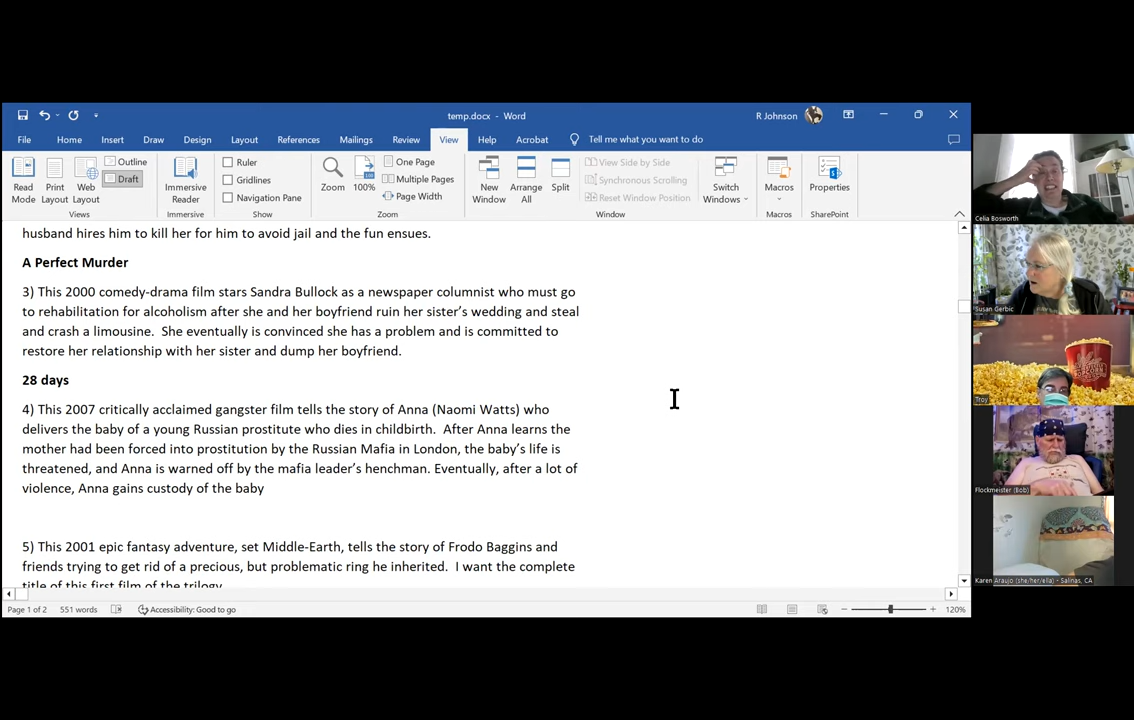 temp.docx - Word
R Johnson
File Home Insert Draw Design Layout References Mailings Review View Help Acrobat Tell me what you want to do
Read Mode
Print Layout
Web Layout
Outline
Draft
Views
Immersive Reader
Immersive
Ruler
Gridlines
Navigation Pane
Show
Zoom
100%
One Page
Multiple Pages
Page Width
Zoom
New Window
Arrange All
Split
View Side by Side
Synchronous Scrolling
Reset Window Position
Window
Switch Windows
Macros
Macros
Properties
SharePoint
husband hires him to kill her for him to avoid jail and the fun ensues.
A Perfect Murder
3) This 2000 comedy-drama film stars Sandra Bullock as a newspaper columnist who must go
to rehabilitation for alcoholism after she and her boyfriend ruin her sister's wedding and steal
and crash a limousine. She eventually is convinced she has a problem and is committed to
restore her relationship with her sister and dump her boyfriend.
28 days
4) This 2007 critically acclaimed gangster film tells the story of Anna (Naomi Watts) who
delivers the baby of a young Russian prostitute who dies in childbirth. After Anna learns the
mother had been forced into prostitution by the Russian Mafia in London, the baby's life is
threatened, and Anna is warned off by the mafia leader's henchman. Eventually, after a lot of
violence, Anna gains custody of the baby
5) This 2001 epic fantasy adventure, set Middle-Earth, tells the story of Frodo Baggins and
friends trying to get rid of a precious, but problematic ring he inherited. I want the complete
title of this first film of the trilogy
Page 1 of 2 551 words Accessibility: Good to go 120%
Celia Bosworth
Susan Gerbic
Troy
Flockmeister (Bob)
Karen Araujo (she/her/ella) - Salinas, CA